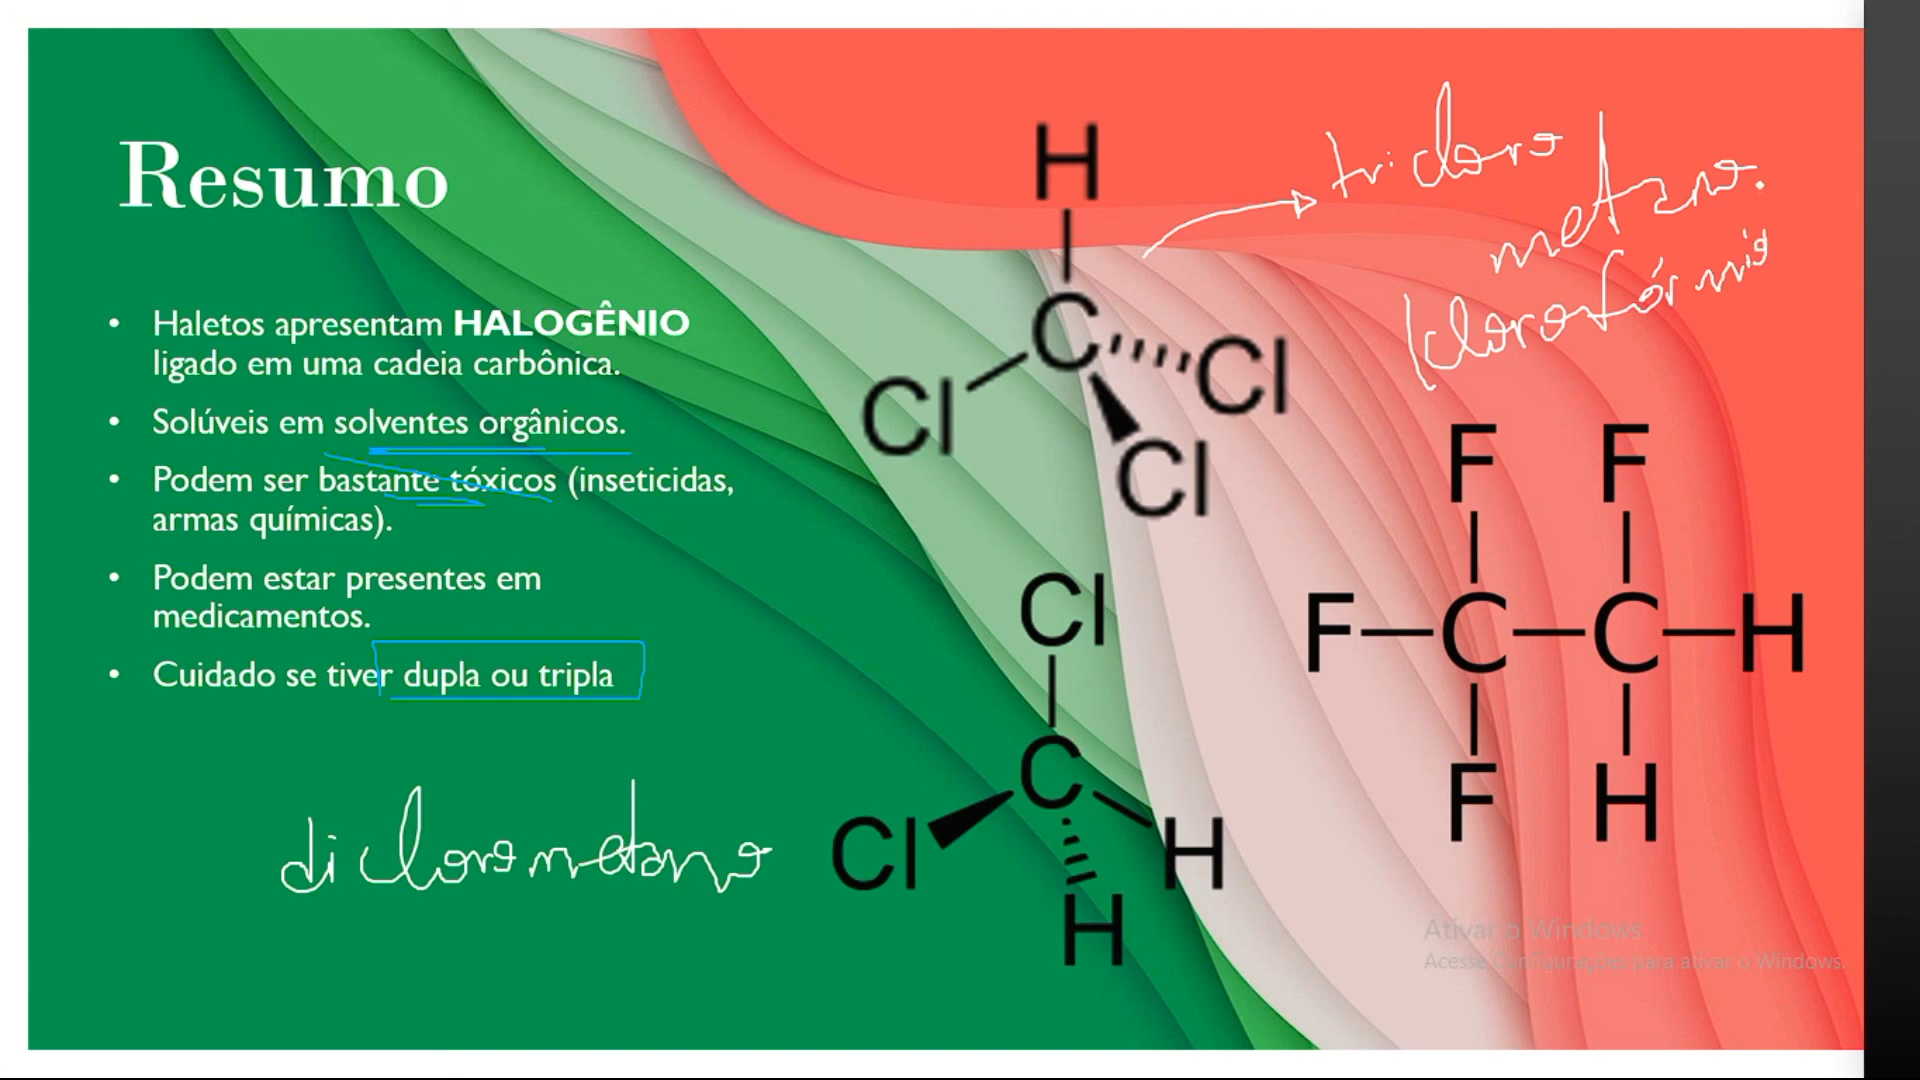 Resumo
• Haletos apresentam HALOGÊNIO
ligado em uma cadeia carbônica.
• Solúveis em solventes orgânicos.
• Podem ser bastante tóxicos (inseticidas,
armas químicas).
• Podem estar presentes em
medicamentos.
• Cuidado se tiver dupla ou tripla
dicloro metano
tricloro
metano.
H
C
Cl
Cl
Cl
Cl
C
Cl
H
H
F F
F C C H
F H
Ativar o Windows
Acesse Configurações para ativar o Windows.